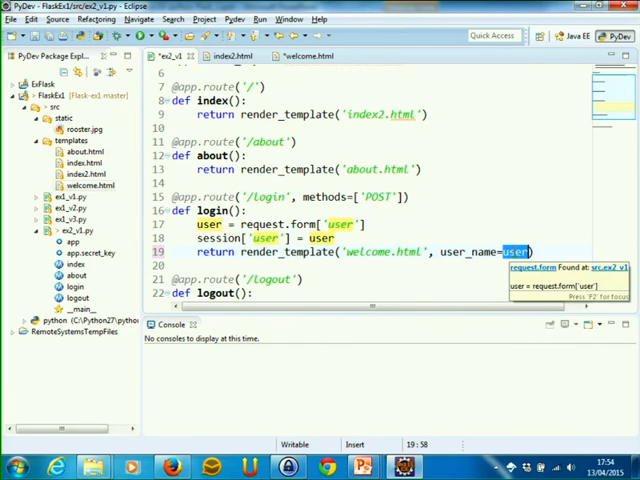 PyDev - FlaskEx1/src/ex2_v1.py - Eclipse
File Edit Source Refactoring Navigate Search Project Pydev Run Window Help
Quick Access
Java EE
PyDev
PyDev Package Explorer
*ex2_v1
index2.html
*welcome.html
ExFlask
FlaskEx1 [Flask-ex1 master]
src
static
rooster.jpg
templates
about.html
index.html
index2.html
welcome.html
ex1_v1.py
ex1_v2.py
ex1_v3.py
ex2_v1.py
app
app.secret_key
index
about
login
logout
__main__
python (C:\Python27\python
RemoteSystemsTempFiles
6
7 @app.route('/')
8 def index():
9 return render_template('index2.html')
10
11 @app.route('/about')
12 def about():
13 return render_template('about.html')
14
15 @app.route('/login', methods=['POST'])
16 def login():
17 user = request.form['user']
18 session['user'] = user
19 return render_template('welcome.html', user_name=user)
20
21 @app.route('/logout')
22 def logout():
request.form Found at: src.ex2_v1
user = request.form['user']
Press 'F2' for focus
Console
No consoles to display at this time.
Writable
Insert
19 : 58
17:54
13/04/2015